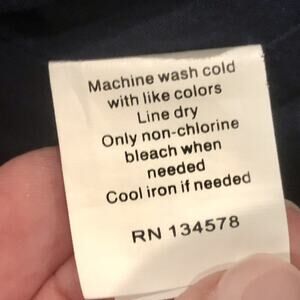 Machine wash cold
with like colors
Line dry
Only non-chlorine
bleach when
needed
Cool iron if needed
RN 134578